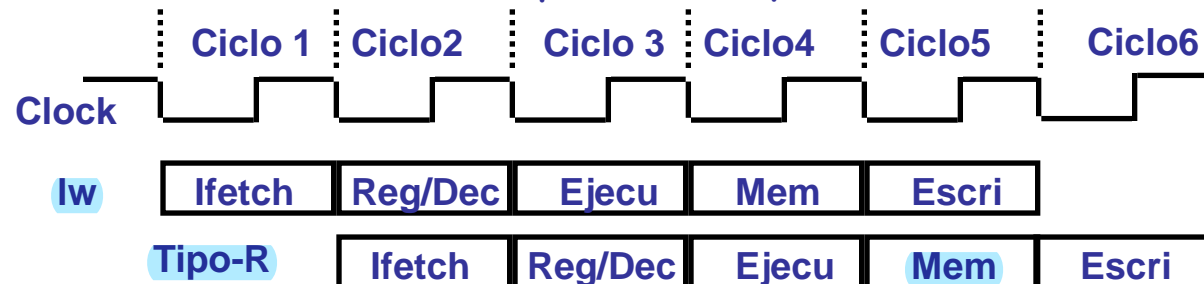 Ciclo 1 Ciclo2 Ciclo 3 Ciclo4 Ciclo5 Ciclo6
Clock
lw Ifetch Reg/Dec Ejecu Mem Escri
Tipo-R Ifetch Reg/Dec Ejecu Mem Escri